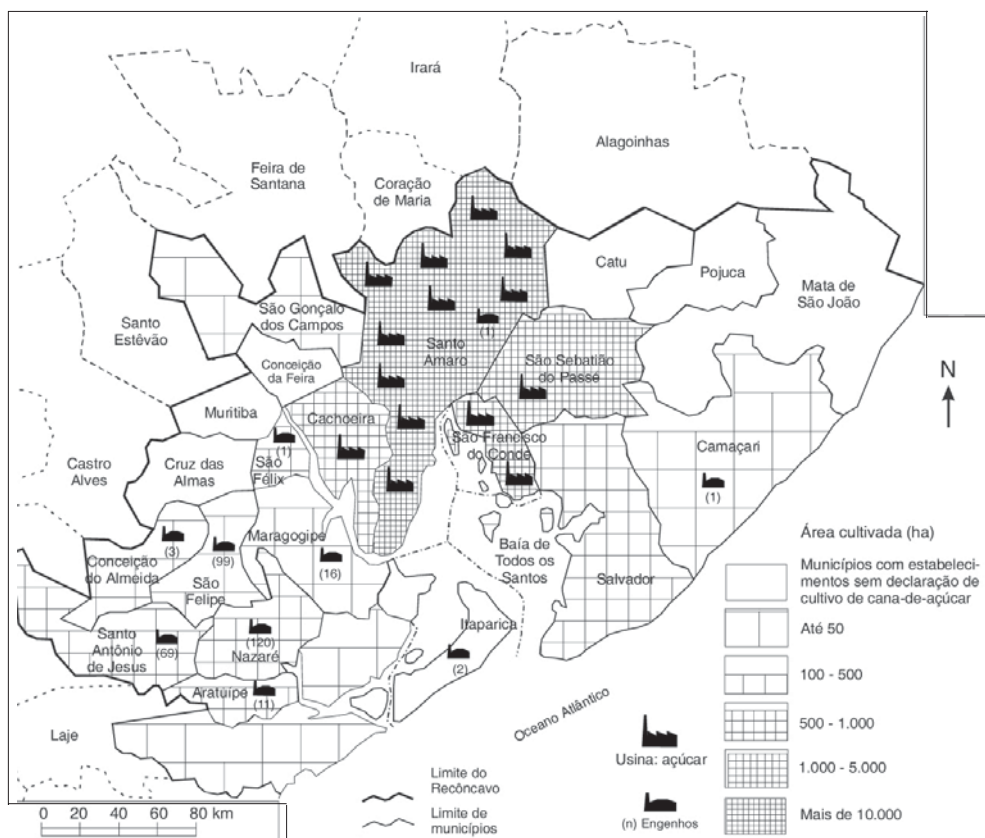 Irará
Alagoinhas
Feira de
Santana
Coração
de Maria
Catu
Pojuca
Mata de
São João
São Gonçalo
dos Campos
Santo
Estêvão
(1)
Santo
Amaro
São Sebatião
do Passé
Conceição
da Feira
N
Muritiba
Cachoeira
São Francisco
do Conde
Camaçari
(1)
(1)
São
Félix
Castro
Alves
Cruz das
Almas
Maragogipe
(16)
(3)
Conceição
do Almeida
(99)
São
Felipe
Baía de
Todos os
Santos
Salvador
Santo
Antônio
de Jesus
(69)
(120)
Nazaré
Itaparica
(2)
Aratuípe
(11)
Laje
Oceano Atlântico
Área cultivada (ha)
Municípios com estabeleci-
mentos sem declaração de
cultivo de cana-de-açúcar
Até 50
100 - 500
500 - 1.000
1.000 - 5.000
Mais de 10.000
Usina: açúcar
(n) Engenhos
Limite do
Recôncavo
Limite de
municípios
0 20 40 60 80 km